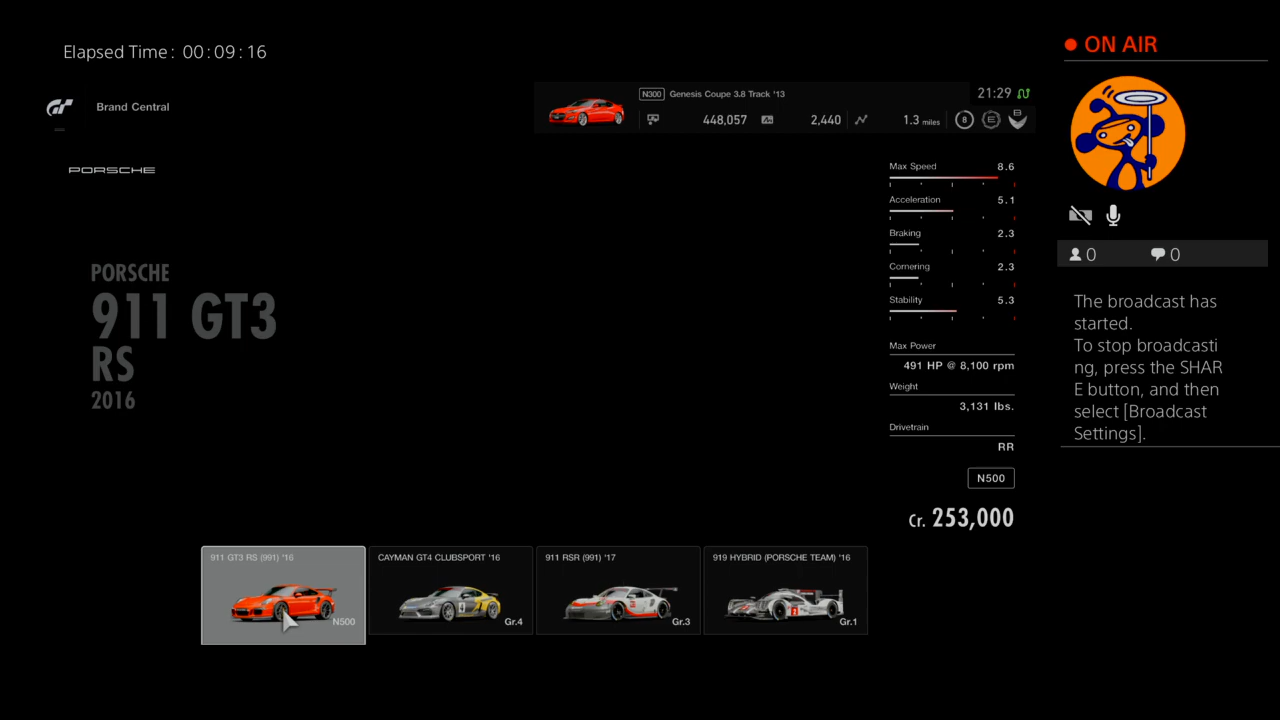 Elapsed Time: 00:09:16
ON AIR
GT
Brand Central
N300 Genesis Coupe 3.8 Track '13
21:29
448,057 2,440 1.3 miles 8 E B
PORSCHE
Max Speed 8.6
Acceleration 5.1
Braking 2.3
Cornering 2.3
Stability 5.3
PORSCHE
911 GT3
RS
2016
Max Power
491 HP @ 8,100 rpm
Weight
3,131 lbs.
Drivetrain
RR
N500
Cr. 253,000
0 0
The broadcast has
started.
To stop broadcasti
ng, press the SHAR
E button, and then
select [Broadcast
Settings].
911 GT3 RS (991) '16
N500
CAYMAN GT4 CLUBSPORT '16
4
Gr.4
911 RSR (991) '17
Gr.3
919 HYBRID (PORSCHE TEAM) '16
2
Gr.1